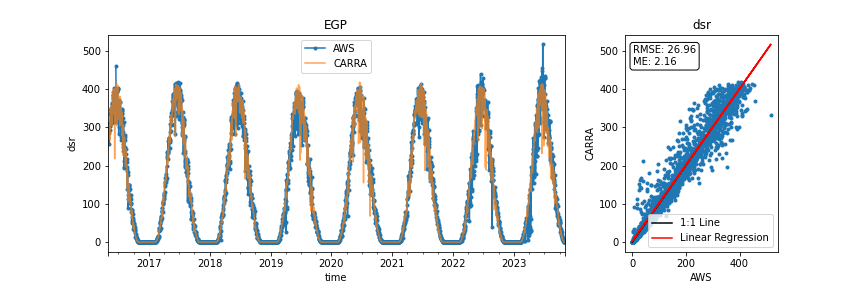 EGP
dsr
500
400
300
200
100
0
2017
2018
2019
2020
2021
2022
2023
time
AWS
CARRA
dsr
CARRA
500
400
300
200
100
0
0
200
400
AWS
RMSE: 26.96
ME: 2.16
1:1 Line
Linear Regression